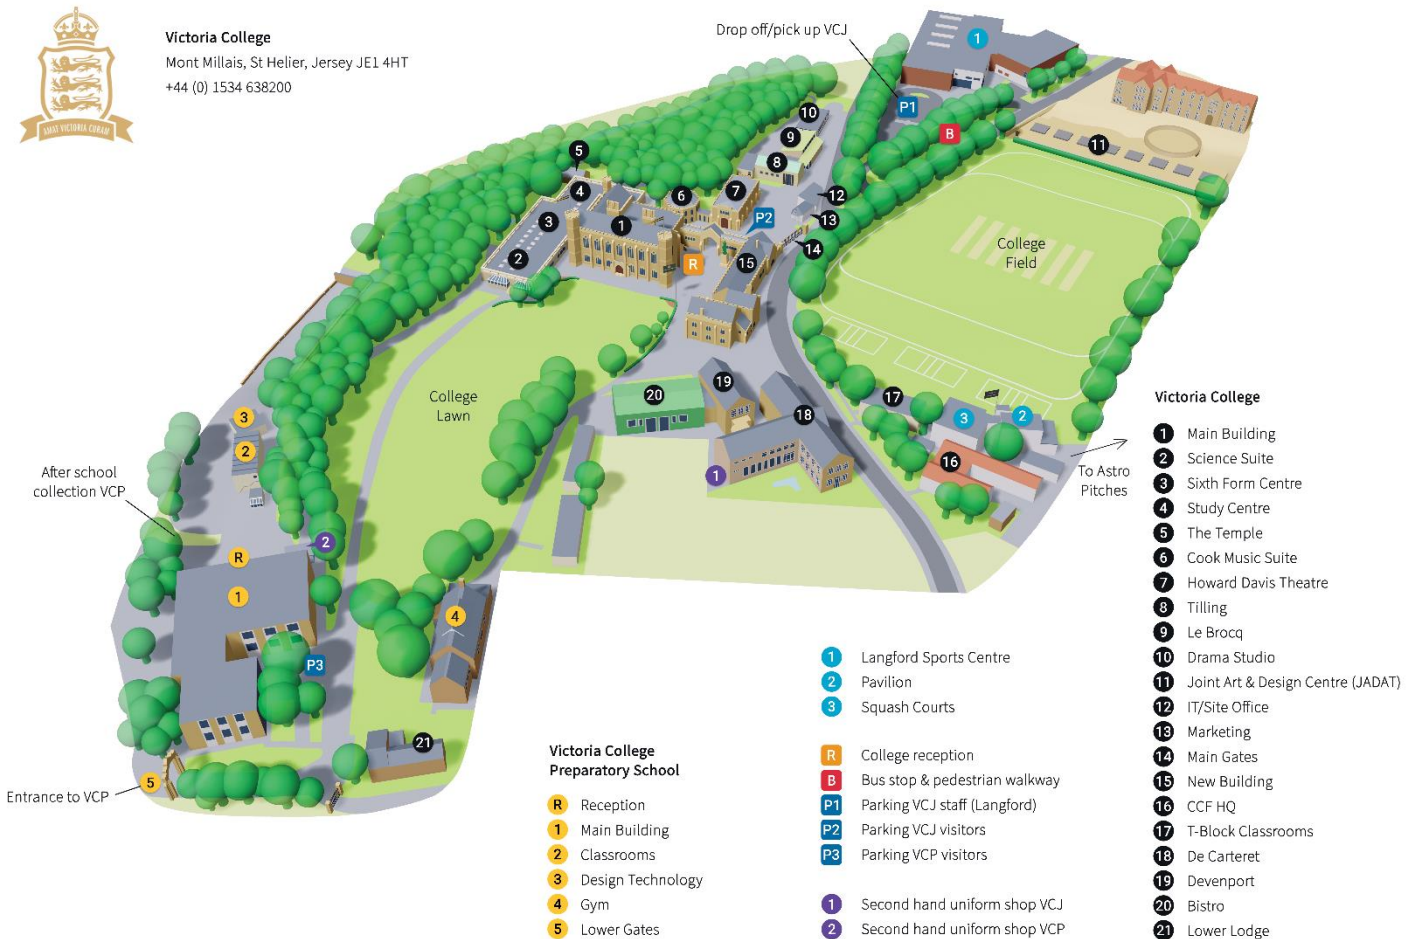 Victoria College
Mont Millais, St Helier, Jersey JE1 4HT
+44 (0) 1534 638200
AMAT VICTORIA CURAM
Drop off/pick up VCJ
1
P1
B
11
10
9
8
5
4
7
6
12
3
P2
13
1
14
2
R
15
College
Field
College
Lawn
19
20
17
18
3
2
16
1
To Astro
Pitches
3
2
After school
collection VCP
2
R
1
4
P3
21
5
Entrance to VCP
Victoria College
Preparatory School
R Reception
1 Main Building
2 Classrooms
3 Design Technology
4 Gym
5 Lower Gates
1 Langford Sports Centre
2 Pavilion
3 Squash Courts
R College reception
B Bus stop & pedestrian walkway
P1 Parking VCJ staff (Langford)
P2 Parking VCJ visitors
P3 Parking VCP visitors
1 Second hand uniform shop VCJ
2 Second hand uniform shop VCP
Victoria College
1 Main Building
2 Science Suite
3 Sixth Form Centre
4 Study Centre
5 The Temple
6 Cook Music Suite
7 Howard Davis Theatre
8 Tilling
9 Le Brocq
10 Drama Studio
11 Joint Art & Design Centre (JADAT)
12 IT/Site Office
13 Marketing
14 Main Gates
15 New Building
16 CCF HQ
17 T-Block Classrooms
18 De Carteret
19 Devenport
20 Bistro
21 Lower Lodge